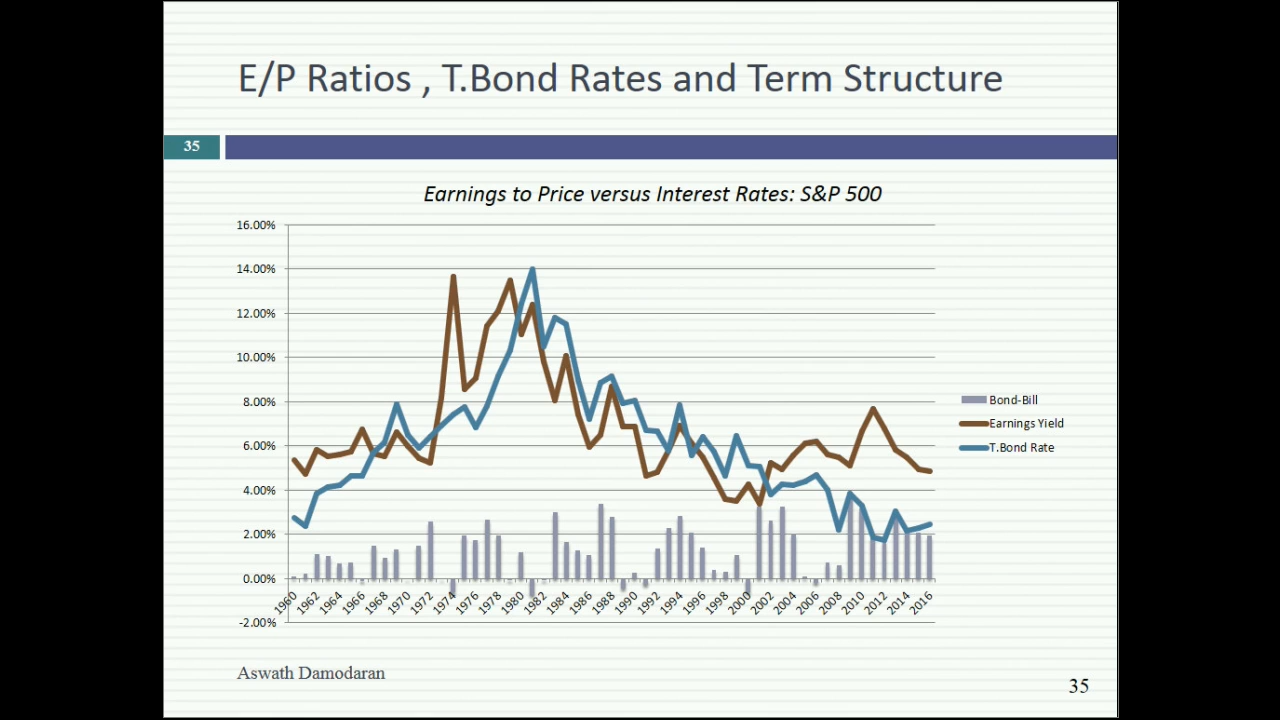 E/P Ratios , T.Bond Rates and Term Structure
35
Earnings to Price versus Interest Rates: S&P 500
16.00%
14.00%
12.00%
10.00%
8.00%
6.00%
4.00%
2.00%
0.00%
-2.00%
1960 1962 1964 1966 1968 1970 1972 1974 1976 1978 1980 1982 1984 1986 1988 1990 1992 1994 1996 1998 2000 2002 2004 2006 2008 2010 2012 2014 2016
Bond-Bill
Earnings Yield
T.Bond Rate
Aswath Damodaran
35